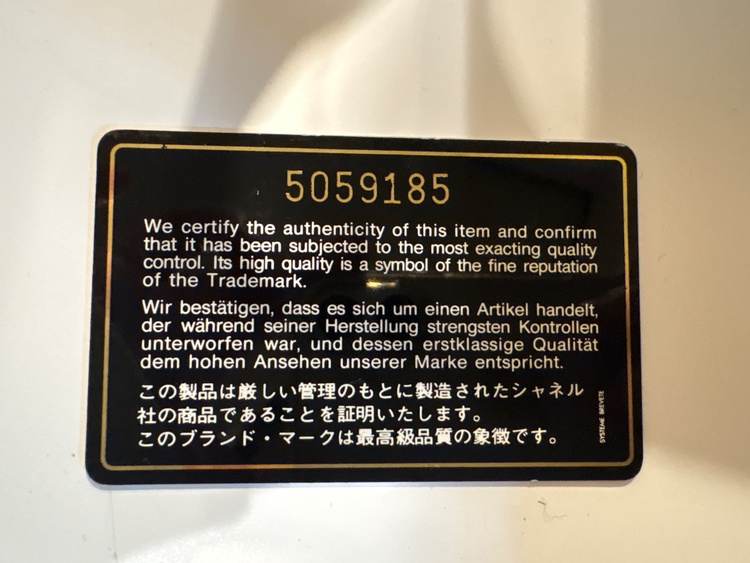 5059185
We certify the authenticity of this item and confirm
that it has been subjected to the most exacting quality
control. Its high quality is a symbol of the fine reputation
of the Trademark.
Wir bestätigen, dass es sich um einen Artikel handelt,
der während seiner Herstellung strengsten Kontrollen
unterworfen war, und dessen erstklassige Qualität
dem hohen Ansehen unserer Marke entspricht.
この製品は厳しい管理のもとに製造されたシャネル
社の商品であることを証明いたします。
このブランド・マークは最高級品質の象徴です。
SYSTEME BREVETE